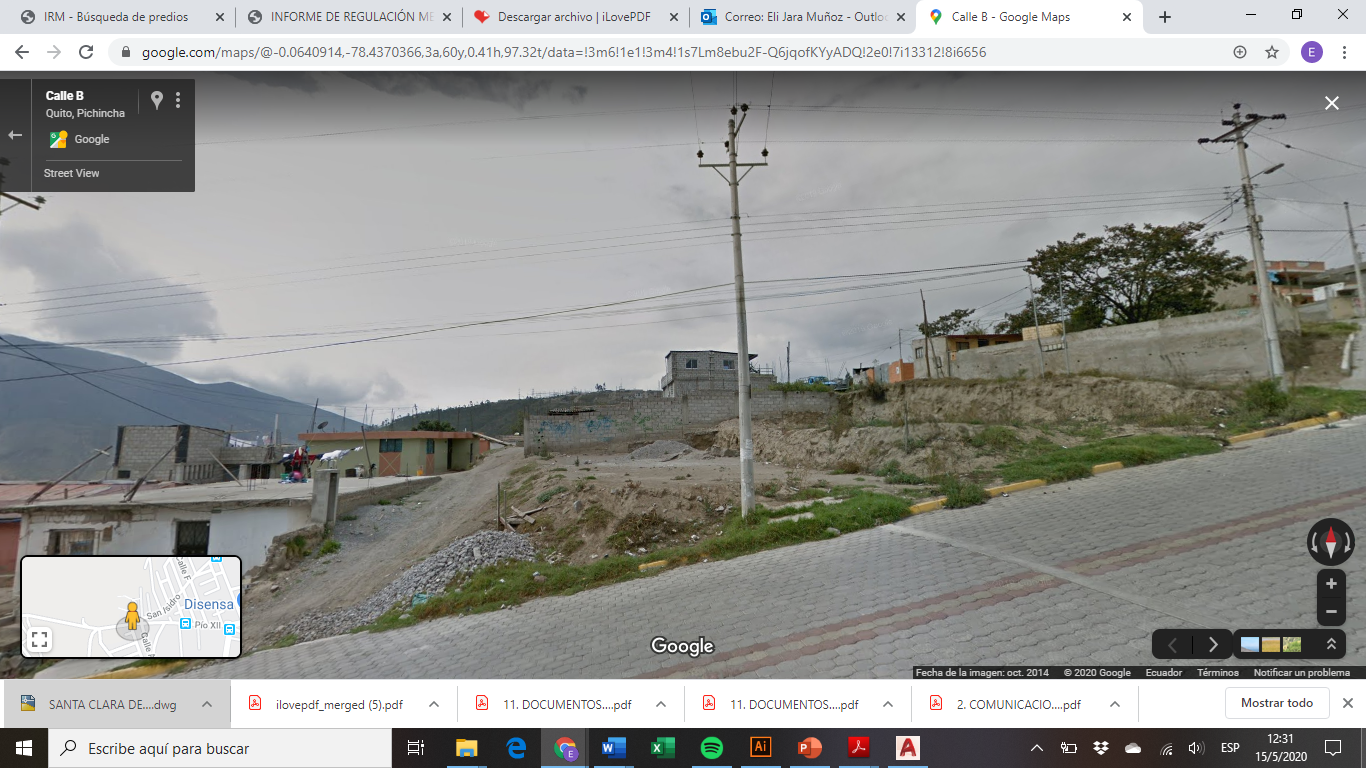 IRM - Búsqueda de predios
INFORME DE REGULACIÓN ME
Descargar archivo | iLovePDF
Correo: Eli Jara Muñoz - Outloo
Calle B - Google Maps
google.com/maps/@-0.0640914,-78.4370366,3a,60y,0.41h,97.32t/data=!3m6!1e1!3m4!1s7Lm8ebu2F-Q6jqofKYyADQ!2e0!7i13312!8i6656
E
Calle B
Quito, Pichincha
Google
Street View
Calle F
San Isidro
Disensa
Pío XII
Calle A
Google
Fecha de la imagen: oct. 2014
© 2020 Google
Ecuador
Términos
Notificar un problema
SANTA CLARA DE....dwg
ilovepdf_merged (5).pdf
11. DOCUMENTOS....pdf
11. DOCUMENTOS....pdf
2. COMUNICACIO....pdf
Mostrar todo
Escribe aquí para buscar
ESP
12:31
15/5/2020